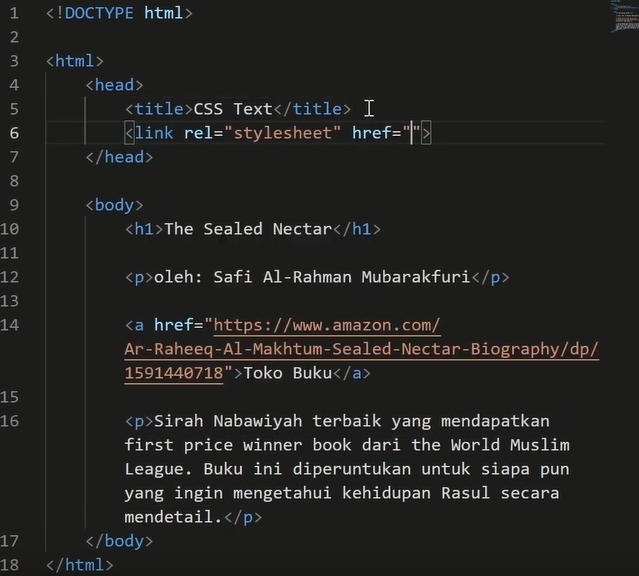 1 <!DOCTYPE html>
2
3 <html>
4 <head>
5 <title>CSS Text</title>
6 <link rel="stylesheet" href="">
7 </head>
8
9 <body>
10 <h1>The Sealed Nectar</h1>
11
12 <p>oleh: Safi Al-Rahman Mubarakfuri</p>
13
14 <a href="https://www.amazon.com/
Ar-Raheeq-Al-Makhtum-Sealed-Nectar-Biography/dp/
1591440718">Toko Buku</a>
15
16 <p>Sirah Nabawiyah terbaik yang mendapatkan
first price winner book dari the World Muslim
League. Buku ini diperuntukan untuk siapa pun
yang ingin mengetahui kehidupan Rasul secara
mendetail.</p>
17 </body>
18 </html>